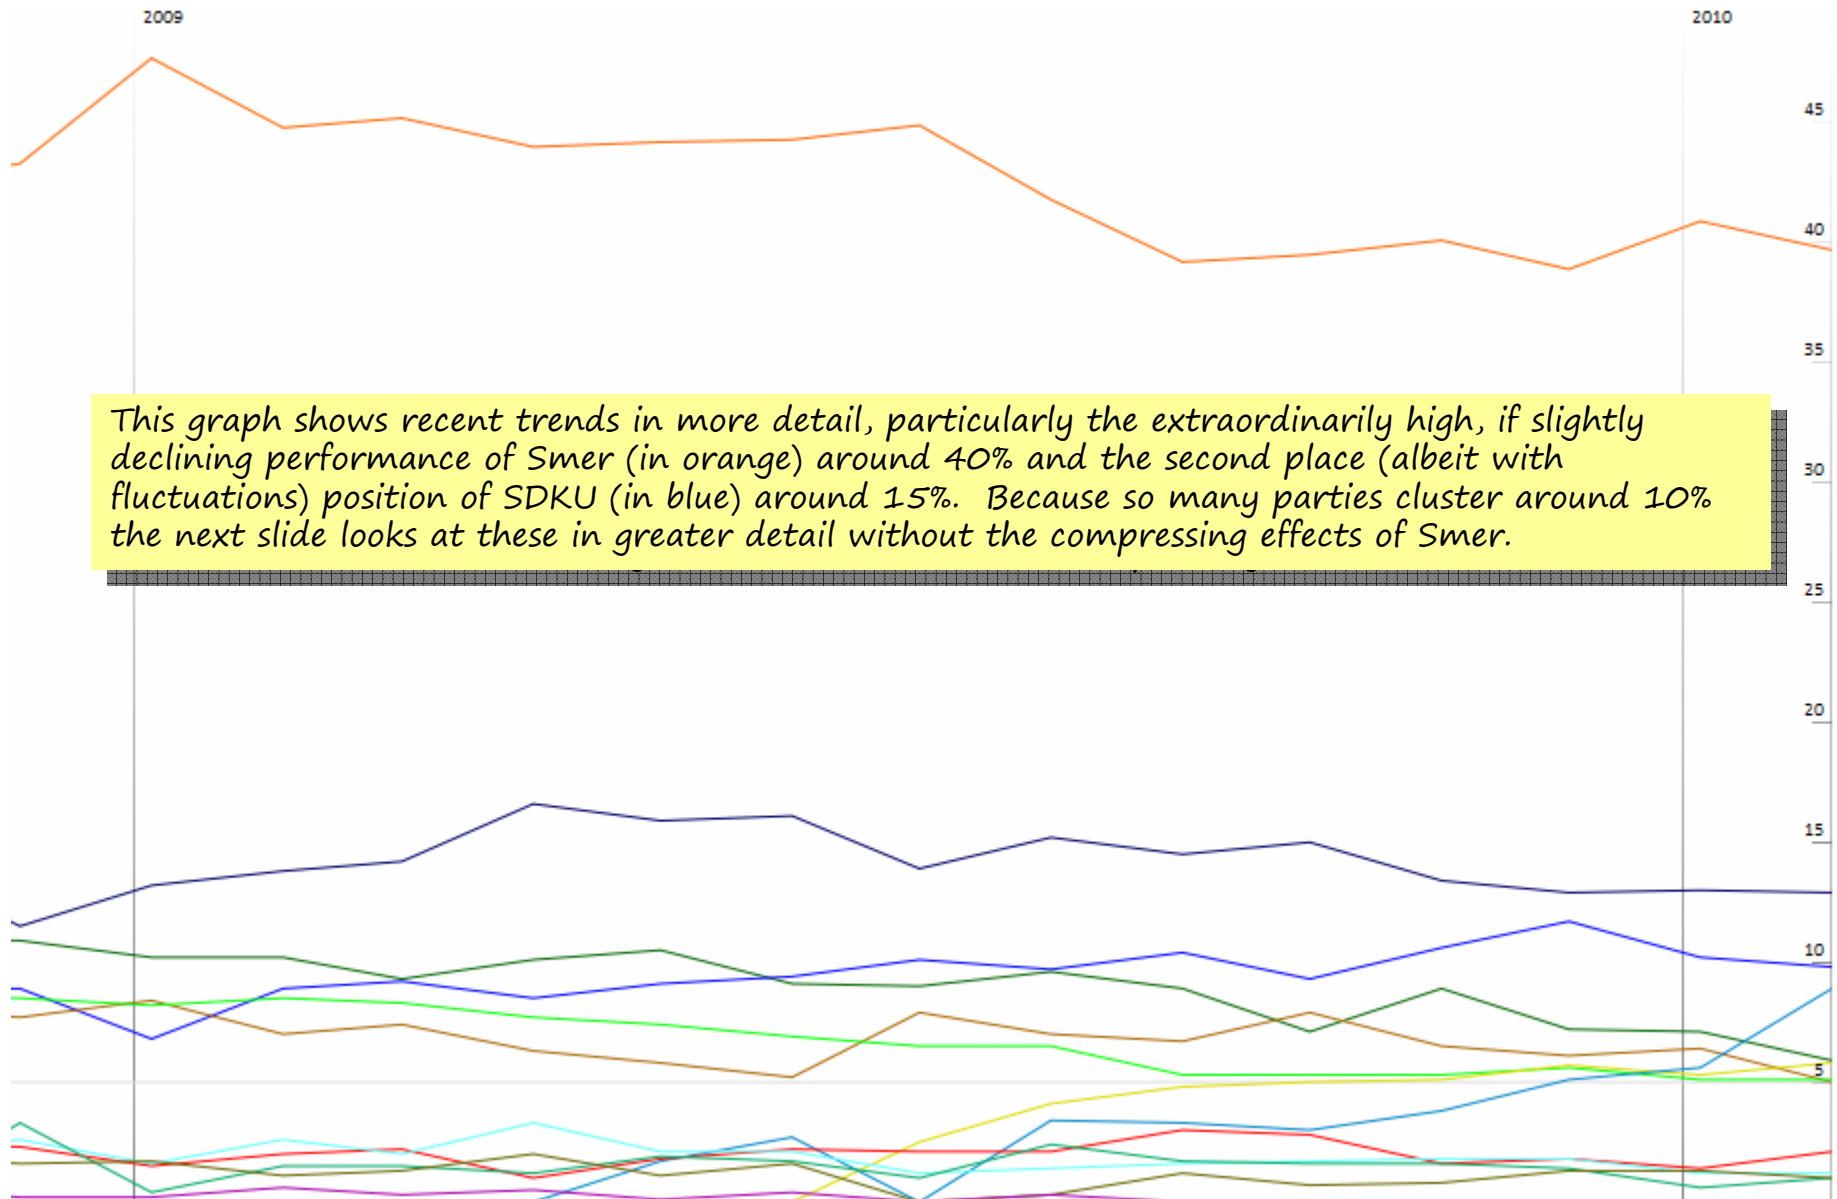 2009
2010
45
40
35
This graph shows recent trends in more detail, particularly the extraordinarily high, if slightly
declining performance of Smer (in orange) around 40% and the second place (albeit with
fluctuations) position of SDKU (in blue) around 15%.  Because so many parties cluster around 10%
the next slide looks at these in greater detail without the compressing effects of Smer.
30
25
20
15
10
5